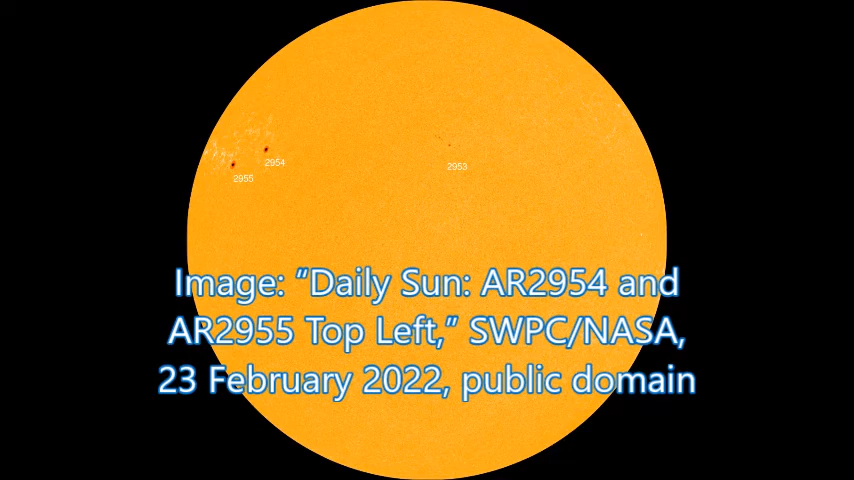 2954
2953
2955
Image: “Daily Sun: AR2954 and
AR2955 Top Left,” SWPC/NASA,
23 February 2022, public domain